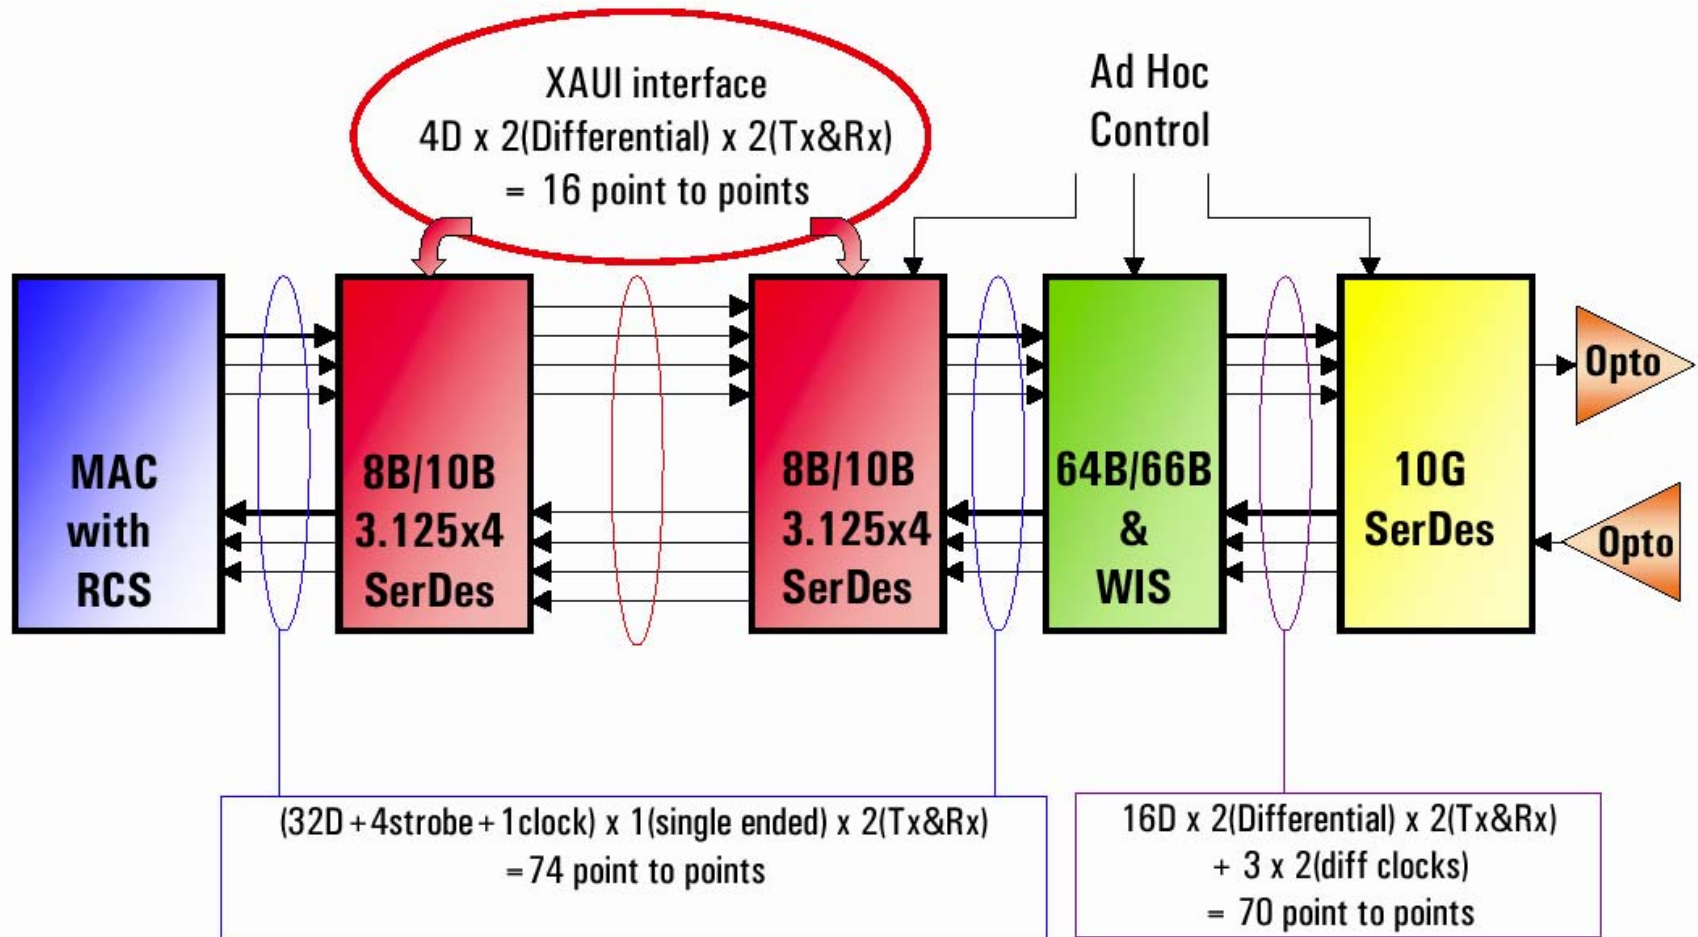 XAUI interface
4D x 2(Differential) x 2(Tx&Rx)
= 16 point to points
Ad Hoc
Control
MAC
with
RCS
8B/10B
3.125x4
SerDes
8B/10B
3.125x4
SerDes
64B/66B
&
WIS
10G
SerDes
Opto
Opto
(32D+4strobe+1clock) x 1(single ended) x 2(Tx&Rx)
=74 point to points
16D x 2(Differential) x 2(Tx&Rx)
+ 3 x 2(diff clocks)
= 70 point to points